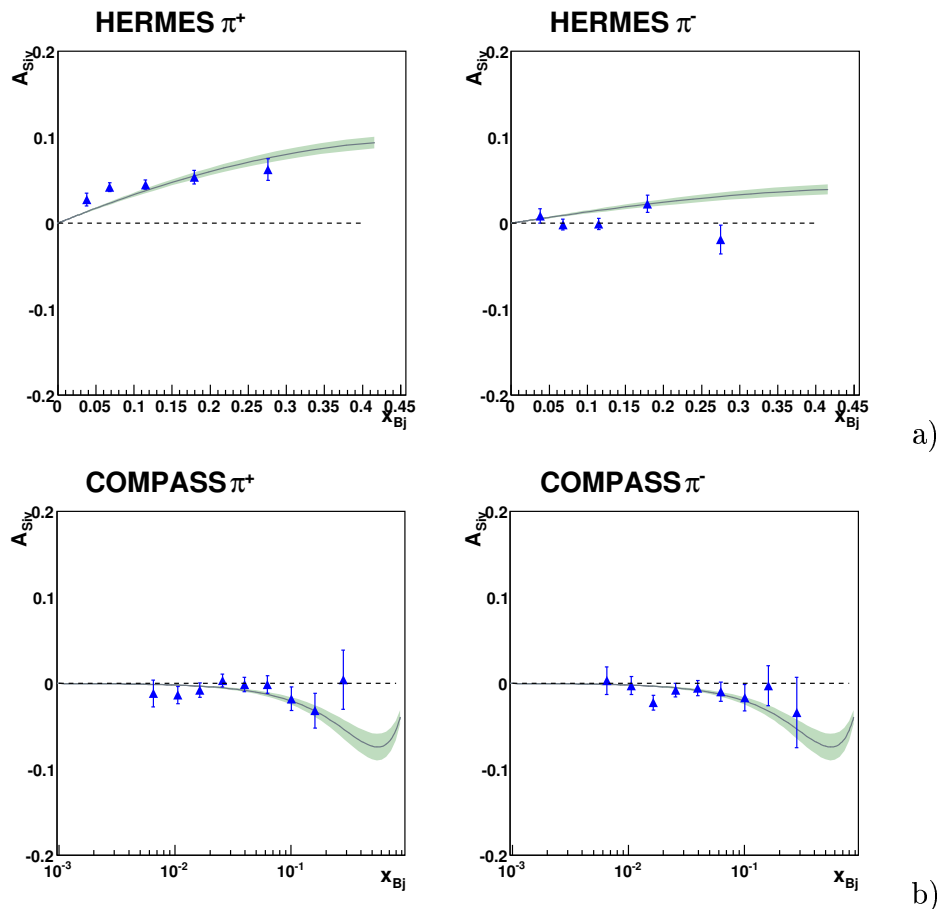 HERMES π⁺ HERMES π⁻
A_Siv 0.2 A_Siv 0.2
0.1 0.1
0 0
-0.1 -0.1
-0.2 -0.2
0 0.05 0.1 0.15 0.2 0.25 0.3 0.35 0.4 0.45 0 0.05 0.1 0.15 0.2 0.25 0.3 0.35 0.4 0.45
x_Bj x_Bj
a)
COMPASS π⁺ COMPASS π⁻
A_Siv 0.2 A_Siv 0.2
0.1 0.1
0 0
-0.1 -0.1
-0.2 -0.2
10⁻³ 10⁻² 10⁻¹ x_Bj 10⁻³ 10⁻² 10⁻¹ x_Bj
b)